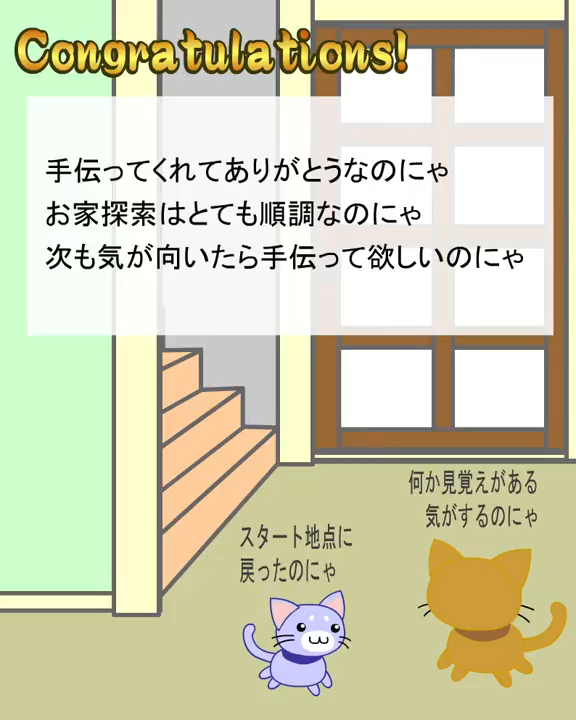 Congratulations!
手伝ってくれてありがとうなのにゃ
お家探索はとても順調なのにゃ
次も気が向いたら手伝って欲しいのにゃ
何か見覚えがある
気がするのにゃ
スタート地点に
戻ったのにゃ